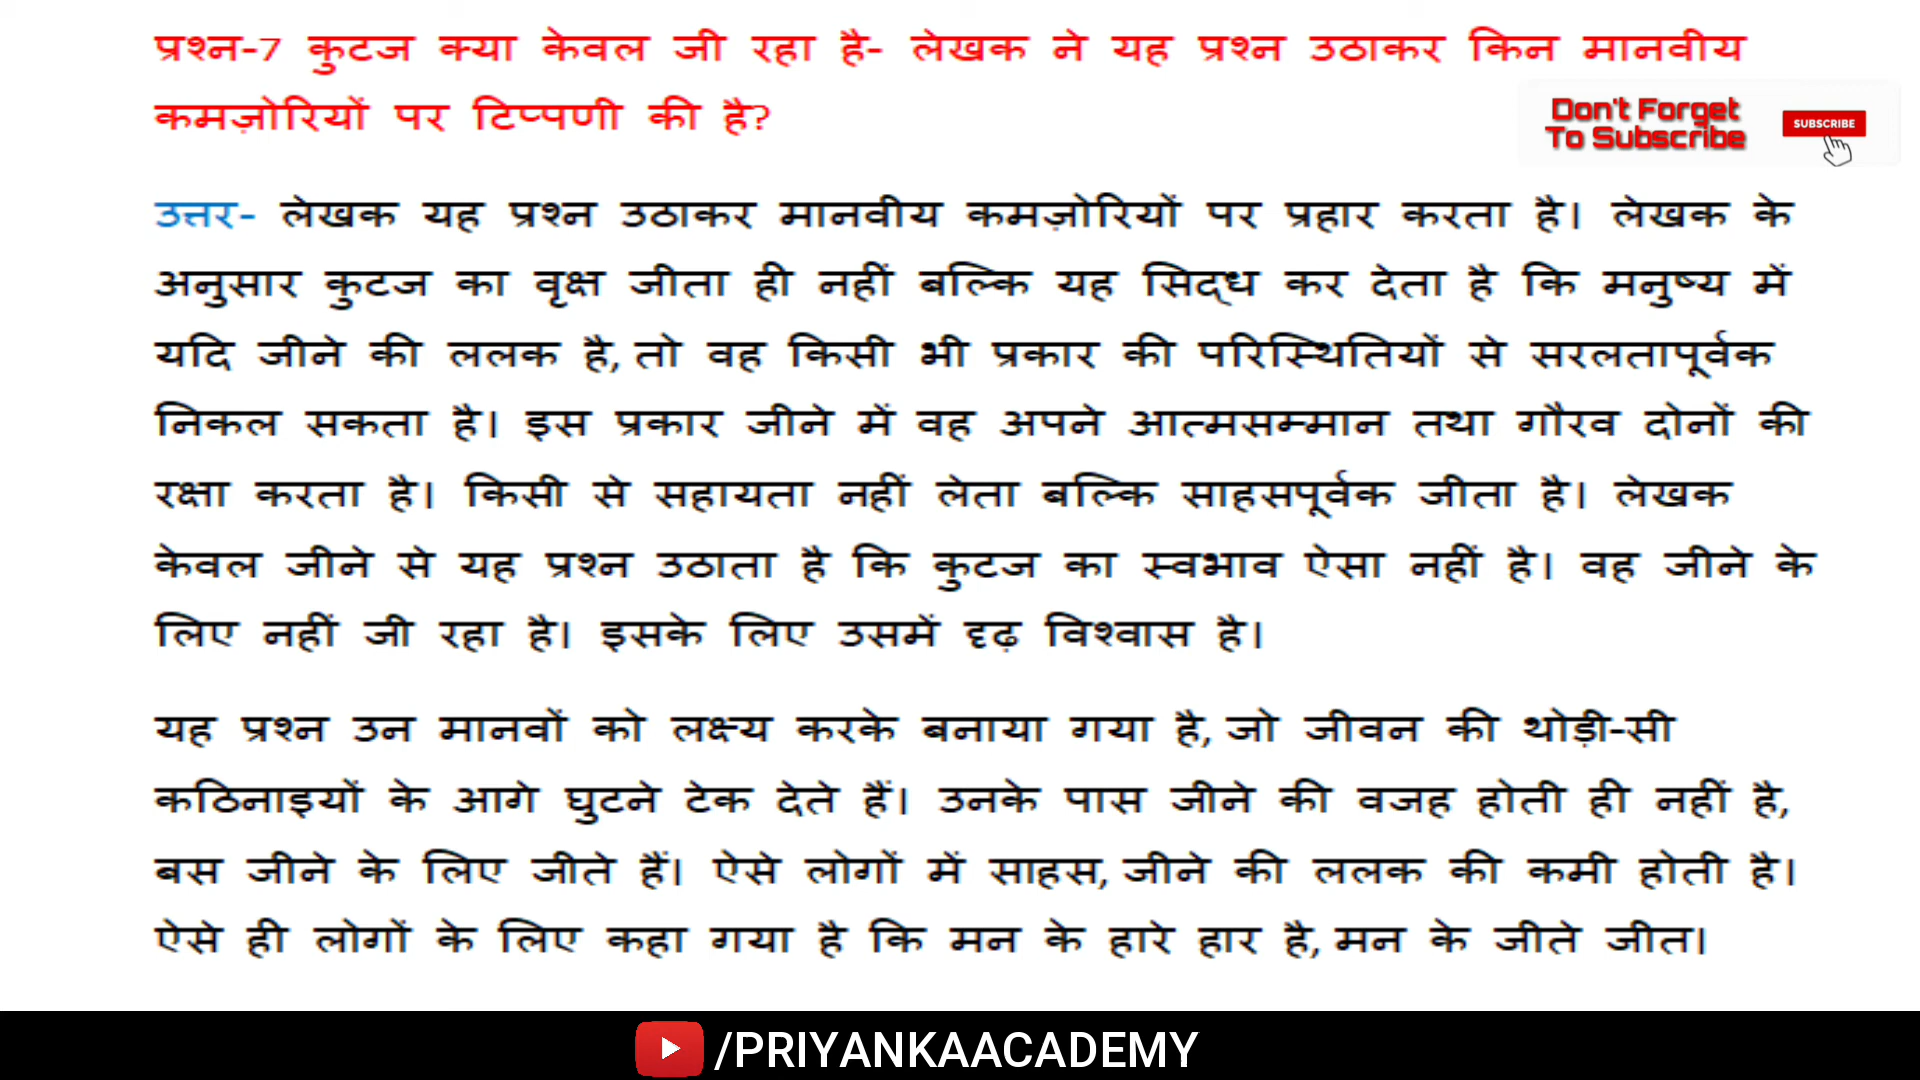 प्रश्न-7 कुटज क्या केवल जी रहा है- लेखक ने यह प्रश्न उठाकर किन मानवीय
कमज़ोरियों पर टिप्पणी की है?
Don't Forget
To Subscribe
SUBSCRIBE
उत्तर- लेखक यह प्रश्न उठाकर मानवीय कमज़ोरियों पर प्रहार करता है। लेखक के
अनुसार कुटज का वृक्ष जीता ही नहीं बल्कि यह सिद्ध कर देता है कि मनुष्य में
यदि जीने की ललक है, तो वह किसी भी प्रकार की परिस्थितियों से सरलतापूर्वक
निकल सकता है। इस प्रकार जीने में वह अपने आत्मसम्मान तथा गौरव दोनों की
रक्षा करता है। किसी से सहायता नहीं लेता बल्कि साहसपूर्वक जीता है। लेखक
केवल जीने से यह प्रश्न उठाता है कि कुटज का स्वभाव ऐसा नहीं है। वह जीने के
लिए नहीं जी रहा है। इसके लिए उसमें दृढ़ विश्वास है।
यह प्रश्न उन मानवों को लक्ष्य करके बनाया गया है, जो जीवन की थोड़ी-सी
कठिनाइयों के आगे घुटने टेक देते हैं। उनके पास जीने की वजह होती ही नहीं है,
बस जीने के लिए जीते हैं। ऐसे लोगों में साहस, जीने की ललक की कमी होती है।
ऐसे ही लोगों के लिए कहा गया है कि मन के हारे हार है, मन के जीते जीत।
/PRIYANKAACADEMY